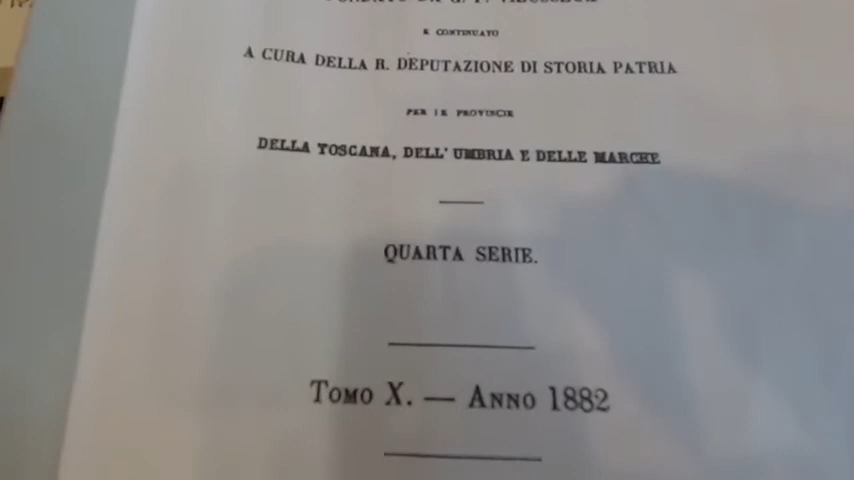 E CONTINUATO
A CURA DELLA R. DEPUTAZIONE DI STORIA PATRIA
PER LE PROVINCIE
DELLA TOSCANA, DELL' UMBRIA E DELLE MARCHE
QUARTA SERIE.
TOMO X. — ANNO 1882